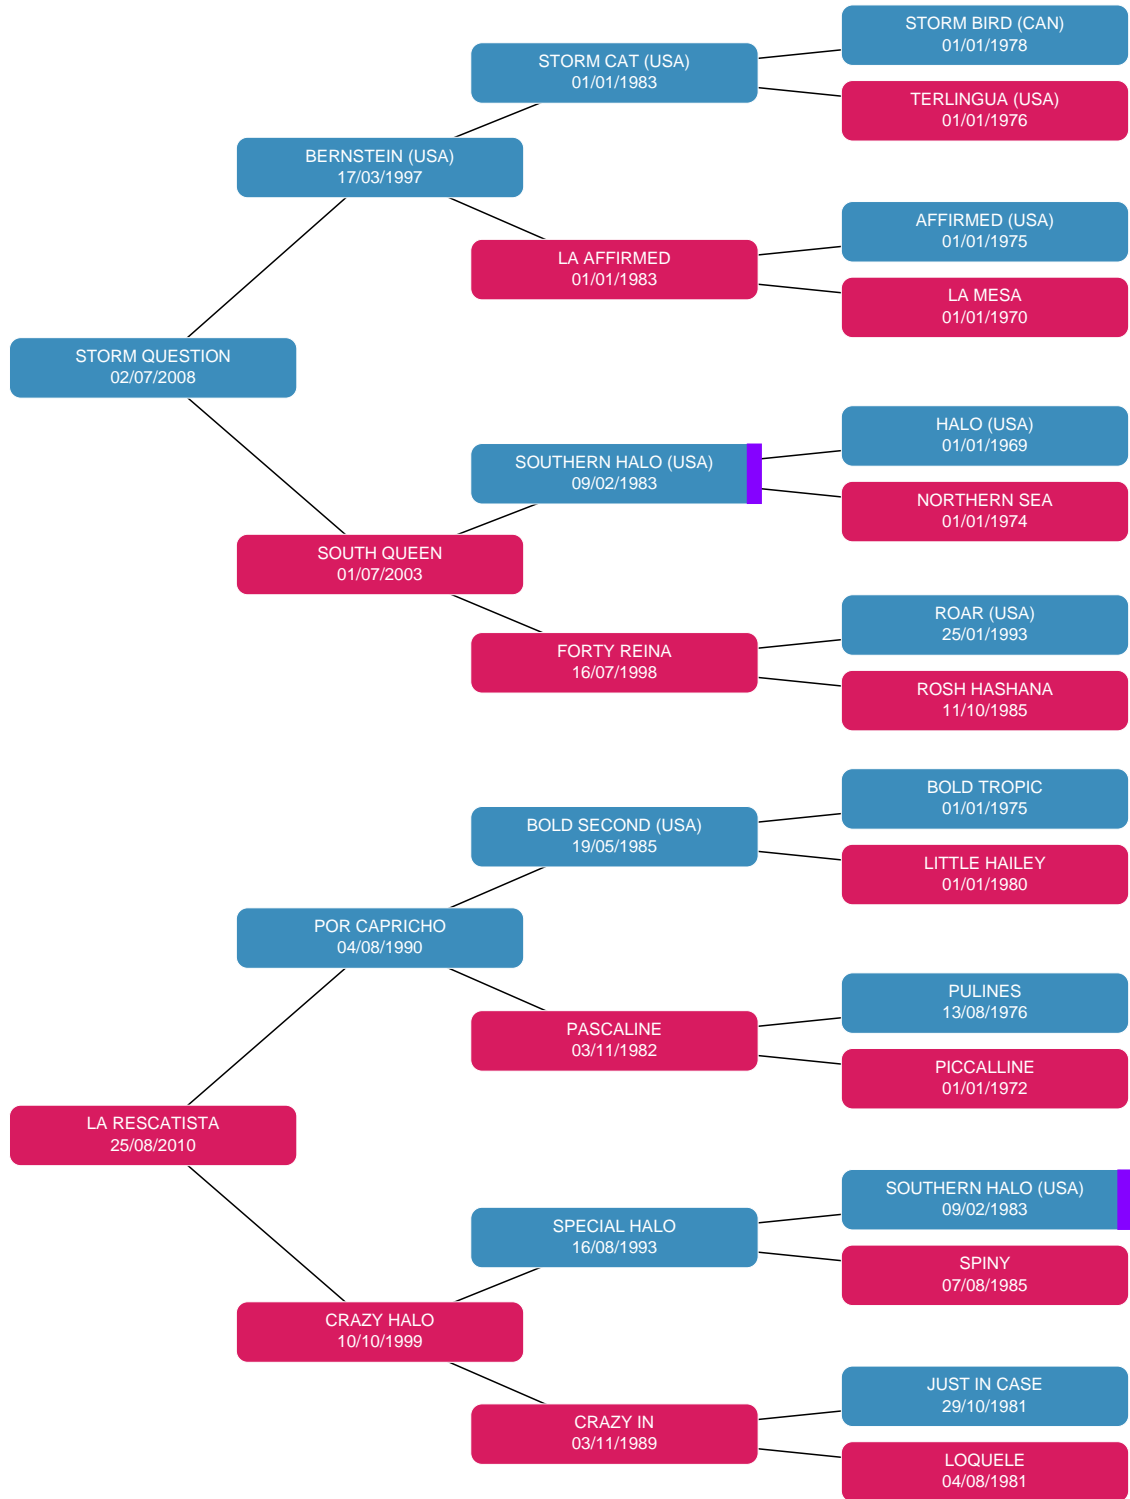 STORM BIRD (CAN)
01/01/1978
STORM CAT (USA)
01/01/1983
TERLINGUA (USA)
01/01/1976
BERNSTEIN (USA)
17/03/1997
AFFIRMED (USA)
01/01/1975
LA AFFIRMED
01/01/1983
LA MESA
01/01/1970
STORM QUESTION
02/07/2008
HALO (USA)
01/01/1969
SOUTHERN HALO (USA)
09/02/1983
NORTHERN SEA
01/01/1974
SOUTH QUEEN
01/07/2003
ROAR (USA)
25/01/1993
FORTY REINA
16/07/1998
ROSH HASHANA
11/10/1985
BOLD TROPIC
01/01/1975
BOLD SECOND (USA)
19/05/1985
LITTLE HAILEY
01/01/1980
POR CAPRICHO
04/08/1990
PULINES
13/08/1976
PASCALINE
03/11/1982
PICCALLINE
01/01/1972
LA RESCATISTA
25/08/2010
SOUTHERN HALO (USA)
09/02/1983
SPECIAL HALO
16/08/1993
SPINY
07/08/1985
CRAZY HALO
10/10/1999
JUST IN CASE
29/10/1981
CRAZY IN
03/11/1989
LOQUELE
04/08/1981